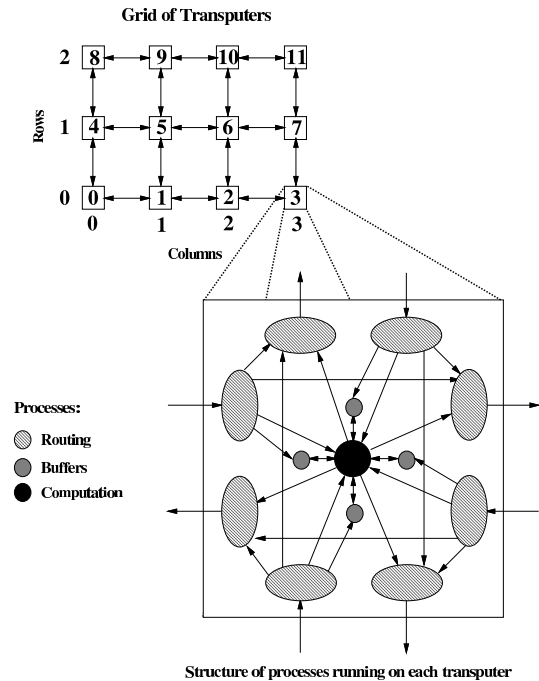 Grid of Transputers
2 8 9 10 11
Rows
1 4 5 6 7
0 0 1 2 3
0 1 2 3
Columns
Processes:
Routing
Buffers
Computation
Structure of processes running on each transputer